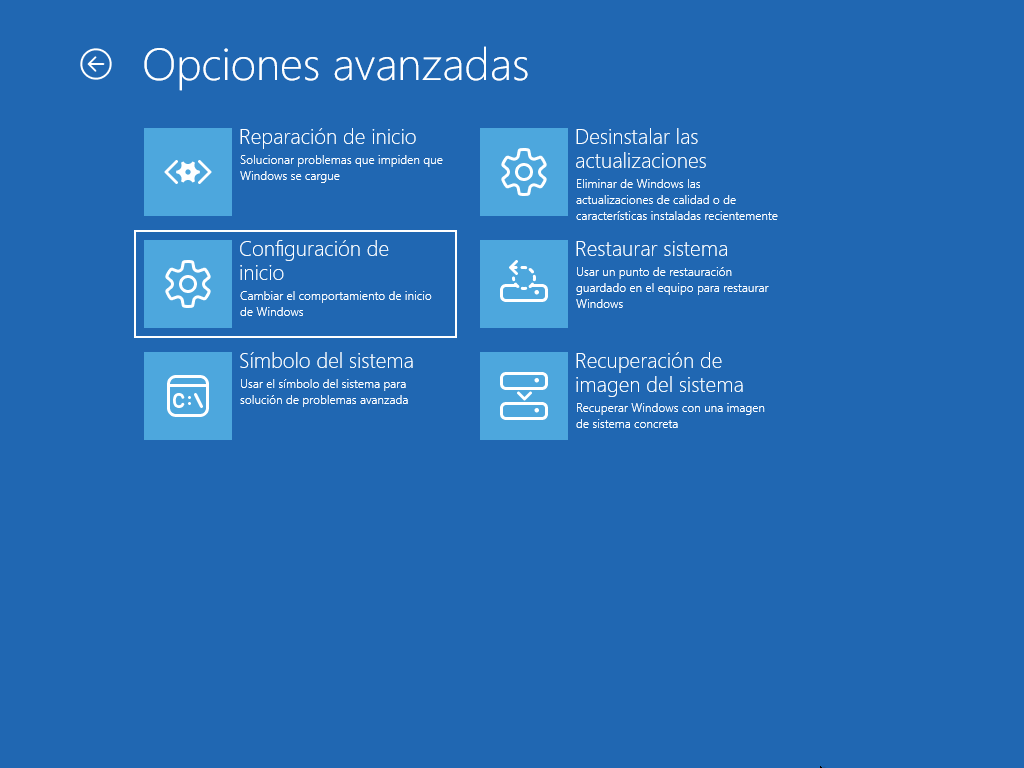 Opciones avanzadas
Reparación de inicio
Solucionar problemas que impiden que
Windows se cargue
Configuración de
inicio
Cambiar el comportamiento de inicio
de Windows
C:\
Símbolo del sistema
Usar el símbolo del sistema para
solución de problemas avanzada
Desinstalar las
actualizaciones
Eliminar de Windows las
actualizaciones de calidad o de
características instaladas recientemente
Restaurar sistema
Usar un punto de restauración
guardado en el equipo para restaurar
Windows
Recuperación de
imagen del sistema
Recuperar Windows con una imagen
de sistema concreta